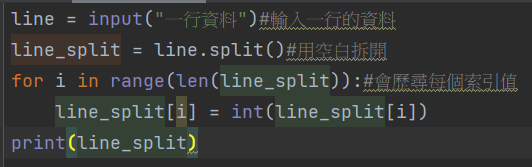 line = input("一行資料")#輸入一行的資料
line_split = line.split()#用空白拆開
for i in range(len(line_split)):#會歷尋每個索引值
    line_split[i] = int(line_split[i])
print(line_split)